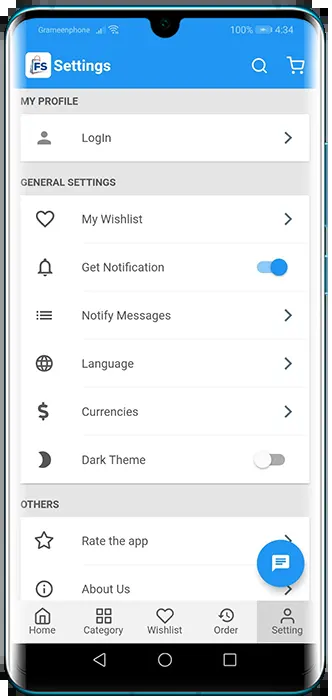 Grameenphone 100% 4:34
FS Settings
MY PROFILE
LogIn
GENERAL SETTINGS
My Wishlist
Get Notification
Notify Messages
Language
$ Currencies
Dark Theme
OTHERS
Rate the app
About Us
Home Category Wishlist Order Setting